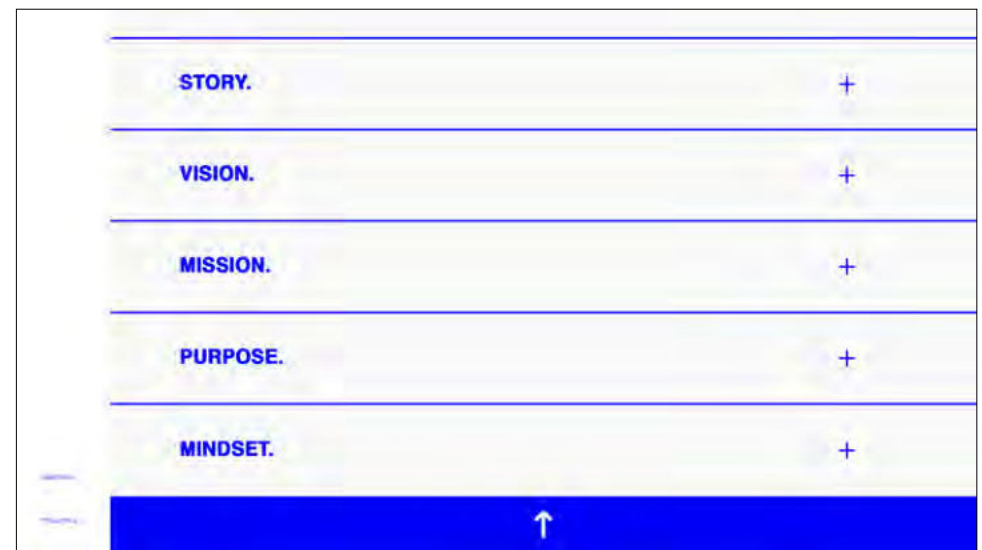 STORY. +
VISION. +
MISSION. +
PURPOSE. +
MINDSET. +
↑